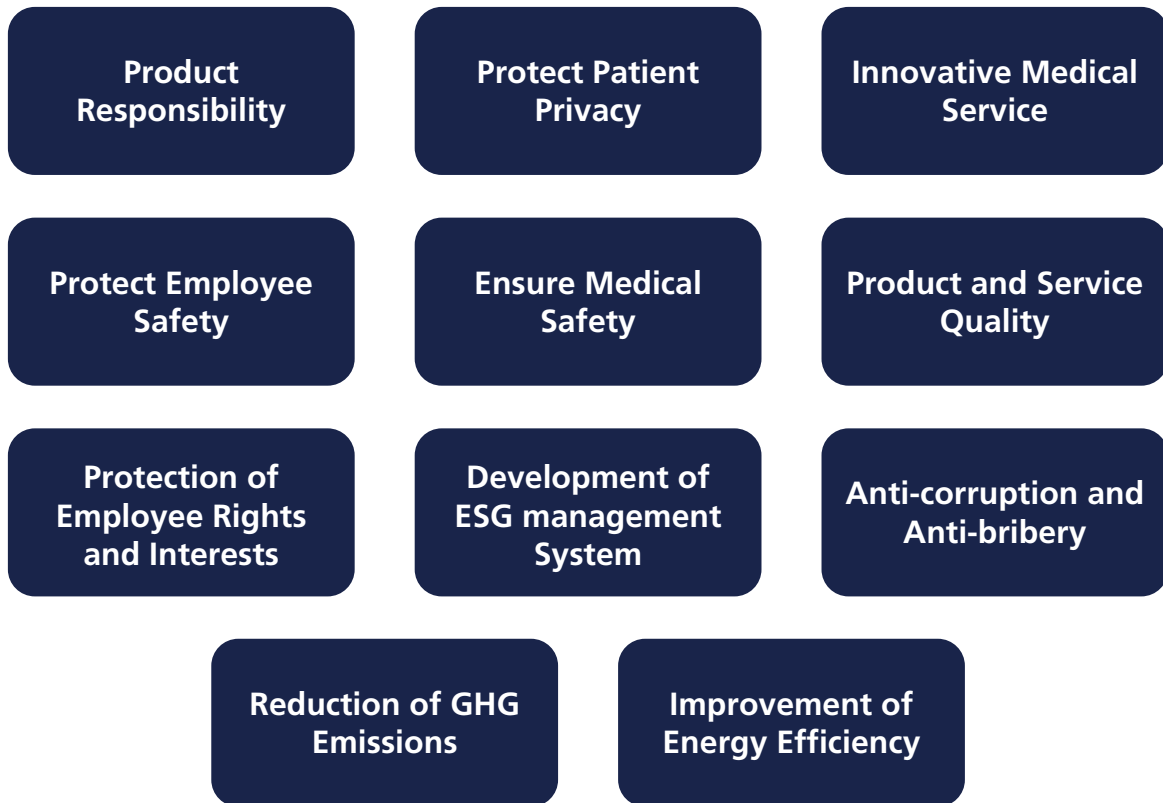 Product
Responsibility
Protect Patient
Privacy
Innovative Medical
Service
Protect Employee
Safety
Ensure Medical
Safety
Product and Service
Quality
Protection of
Employee Rights
and Interests
Development of
ESG management
System
Anti-corruption and
Anti-bribery
Reduction of GHG
Emissions
Improvement of
Energy Efficiency